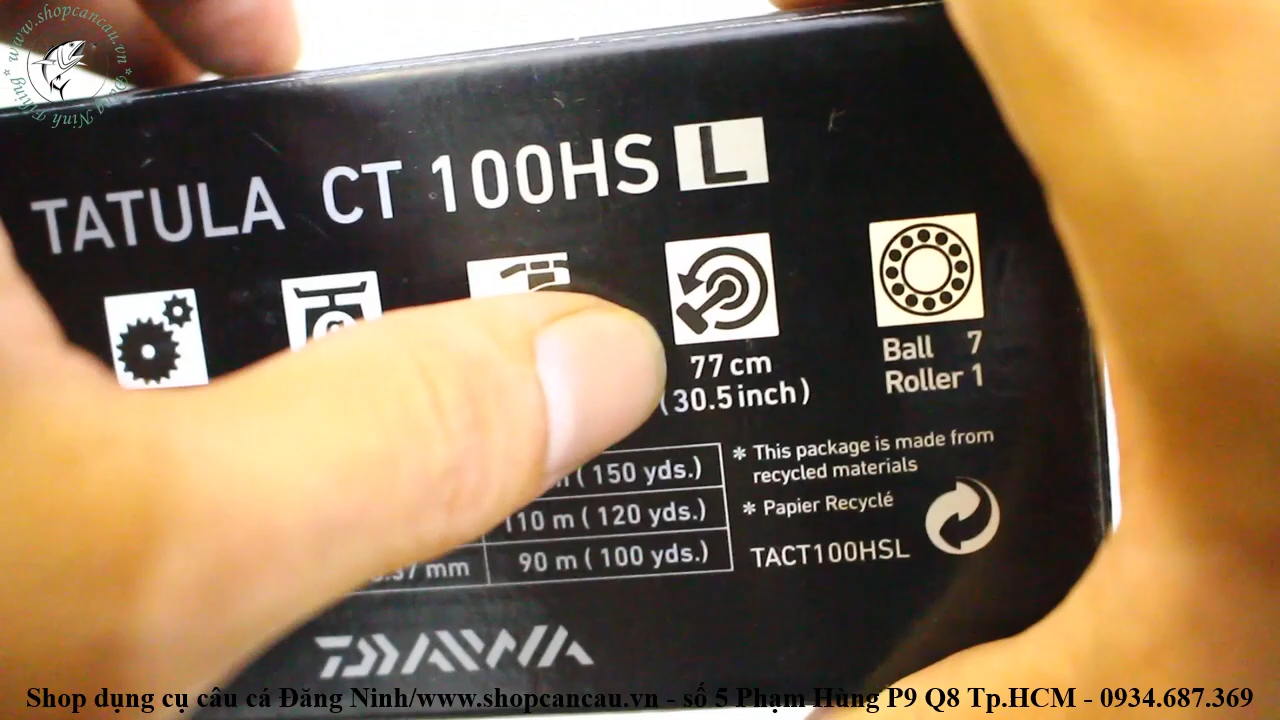 www.shopcancau.vn * Đăng Ninh Fishing *
TATULA CT 100HS L
77 cm
(30.5 inch)
Ball 7
Roller 1
(150 yds.)
110 m (120 yds.)
mm 90 m (100 yds.)
* This package is made from
recycled materials
* Papier Recyclé
TACT100HSL
DAIWA
Shop dụng cụ câu cá Đăng Ninh/www.shopcancau.vn - số 5 Phạm Hùng P9 Q8 Tp.HCM - 0934.687.369